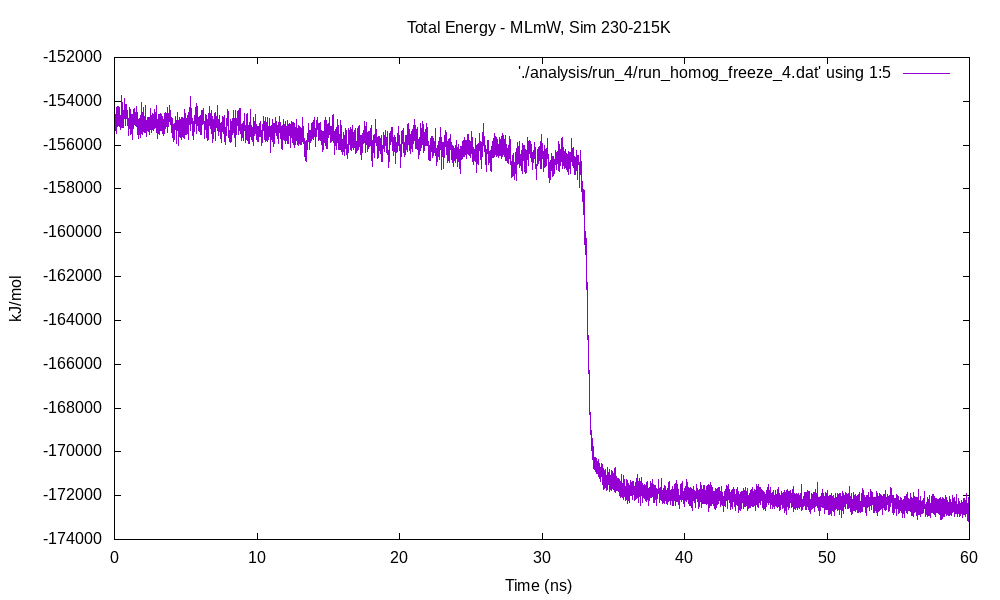 Total Energy - MLmW, Sim 230-215K
'./analysis/run_4/run_homog_freeze_4.dat' using 1:5
-152000
-154000
-156000
-158000
-160000
-162000
-164000
-166000
-168000
-170000
-172000
-174000
kJ/mol
0 10 20 30 40 50 60
Time (ns)